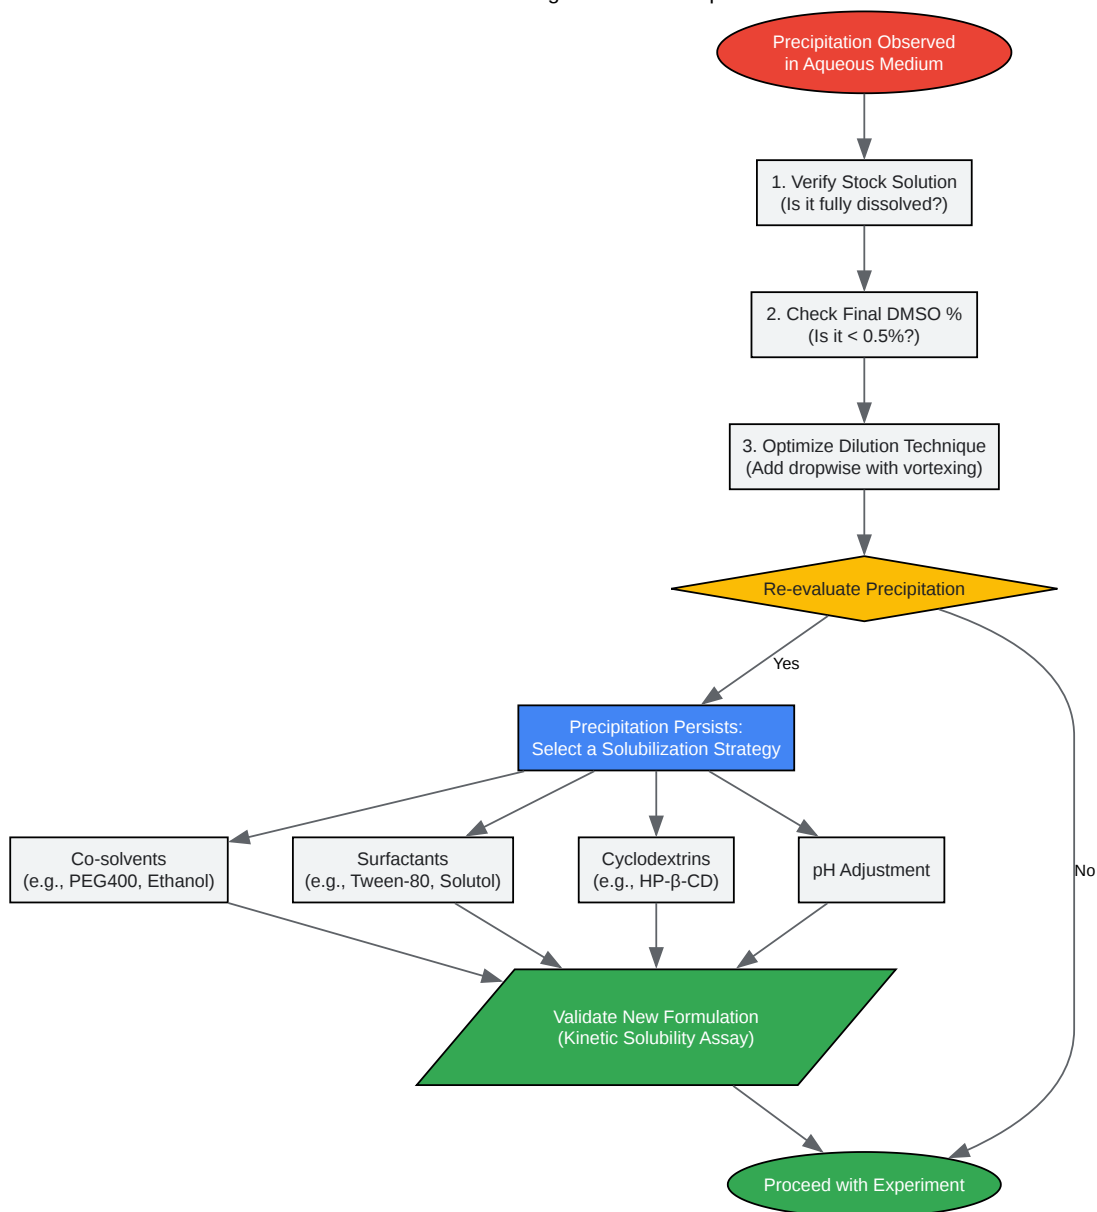 Precipitation Observed
in Aqueous Medium
1. Verify Stock Solution
(Is it fully dissolved?)
2. Check Final DMSO %
(Is it < 0.5%?)
3. Optimize Dilution Technique
(Add dropwise with vortexing)
Re-evaluate Precipitation
Yes
Precipitation Persists:
Select a Solubilization Strategy
Co-solvents
(e.g., PEG400, Ethanol)
Surfactants
(e.g., Tween-80, Solutol)
Cyclodextrins
(e.g., HP-β-CD)
pH Adjustment
No
Validate New Formulation
(Kinetic Solubility Assay)
Proceed with Experiment